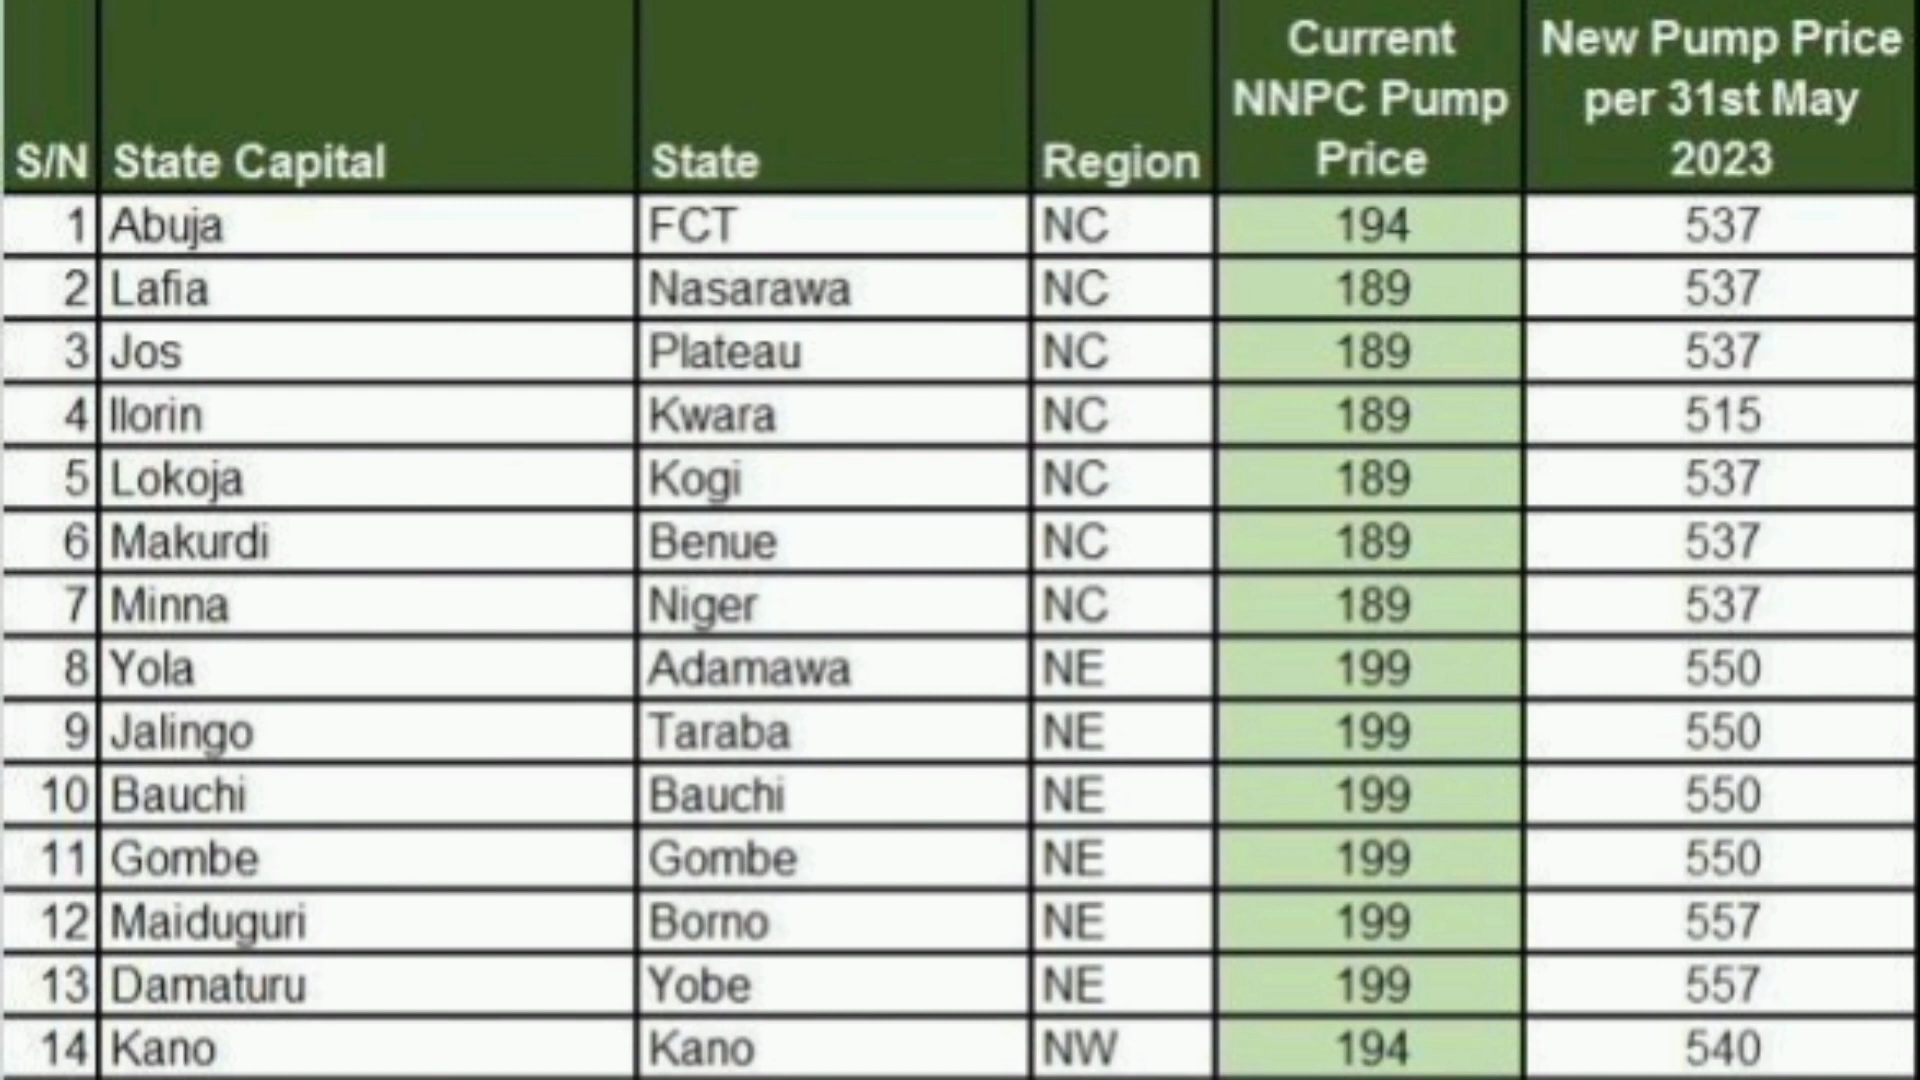 S/N State Capital State Region Current NNPC Pump Price New Pump Price per 31st May 2023
1 Abuja FCT NC 194 537
2 Lafia Nasarawa NC 189 537
3 Jos Plateau NC 189 537
4 Ilorin Kwara NC 189 515
5 Lokoja Kogi NC 189 537
6 Makurdi Benue NC 189 537
7 Minna Niger NC 189 537
8 Yola Adamawa NE 199 550
9 Jalingo Taraba NE 199 550
10 Bauchi Bauchi NE 199 550
11 Gombe Gombe NE 199 550
12 Maiduguri Borno NE 199 557
13 Damaturu Yobe NE 199 557
14 Kano Kano NW 194 540